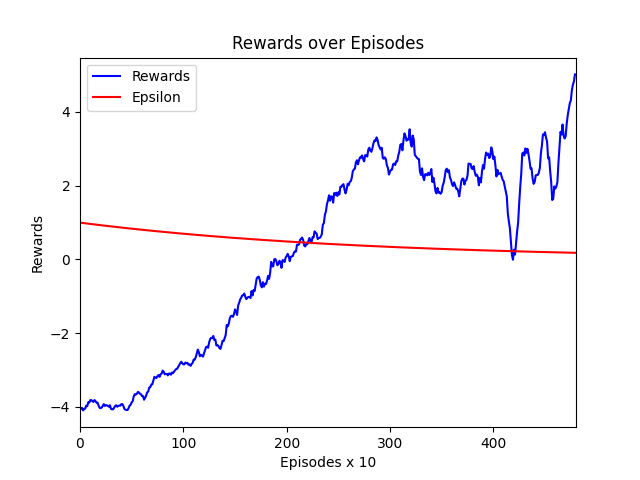 Rewards over Episodes
Rewards
Epsilon
4
2
0
−2
−4
Rewards
0 100 200 300 400
Episodes x 10